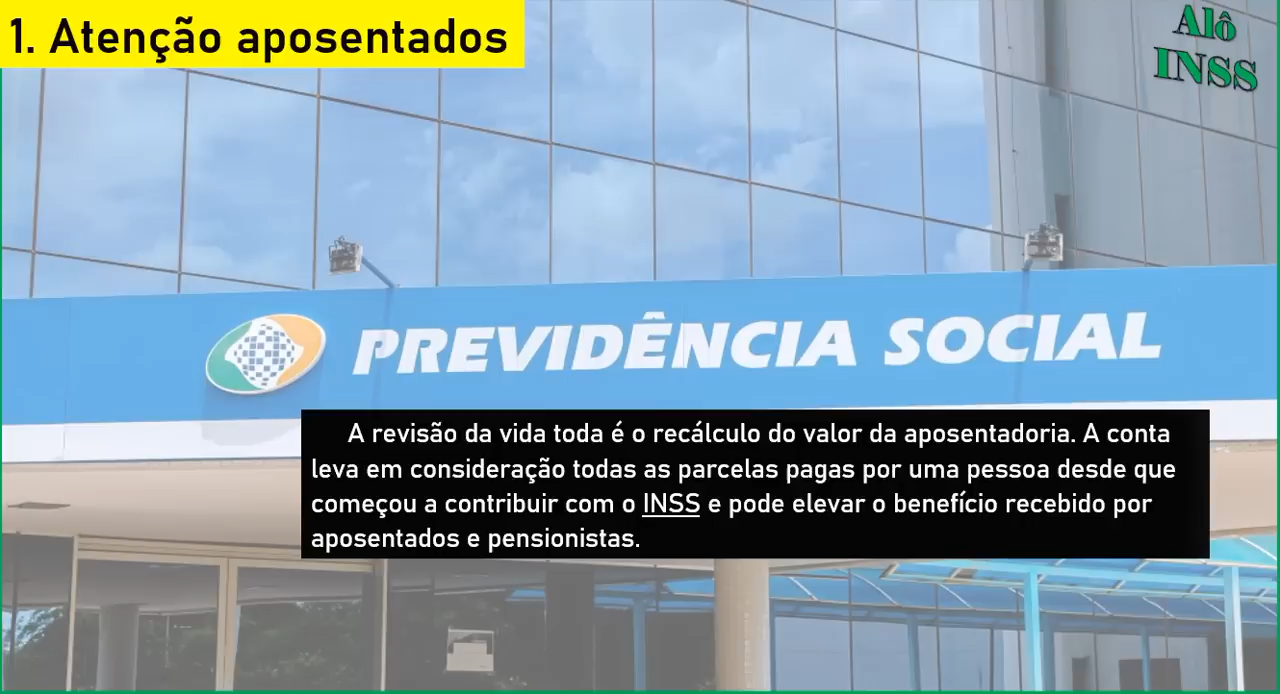 1. Atenção aposentados
Alô
INSS
PREVIDÊNCIA SOCIAL
A revisão da vida toda é o recálculo do valor da aposentadoria. A conta
leva em consideração todas as parcelas pagas por uma pessoa desde que
começou a contribuir com o INSS e pode elevar o benefício recebido por
aposentados e pensionistas.